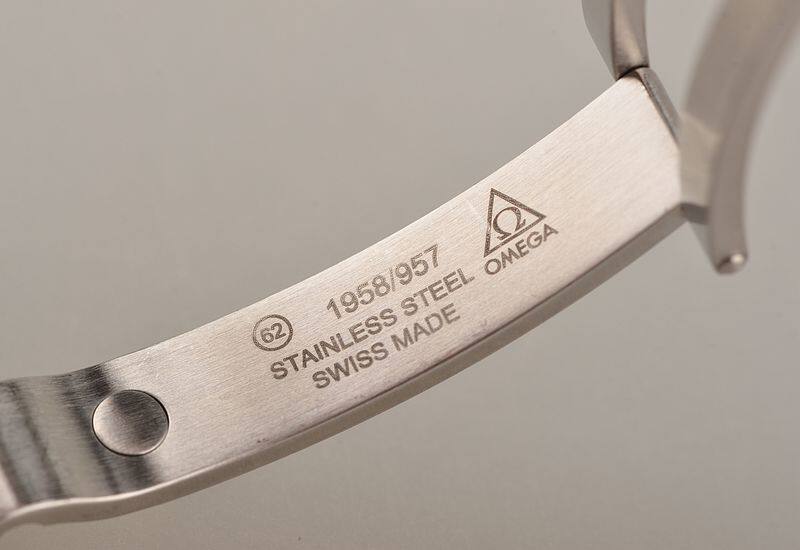 62
1958/957
STAINLESS STEEL
SWISS MADE
Ω
OMEGA